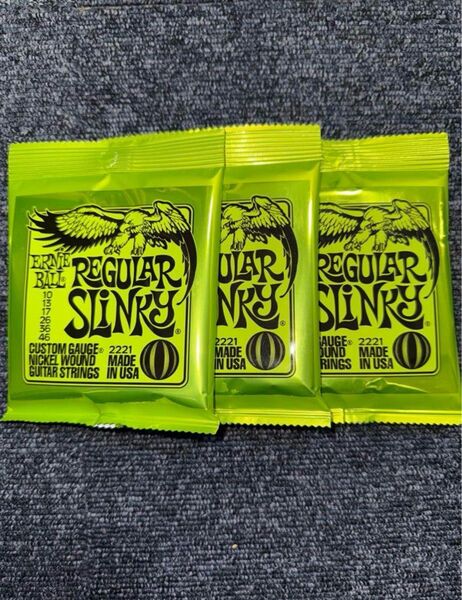 ERNIE
BALL
REGULAR
SLINKY®
10
13
17
26
36
46
CUSTOM GAUGE®
NICKEL WOUND
GUITAR STRINGS
2221
MADE
IN USA
ULAR
NKY®
2221
MADE
IN USA
REGULAR
SLINKY®
GAUGE®
WOUND
RINGS
2221
MADE
IN USA